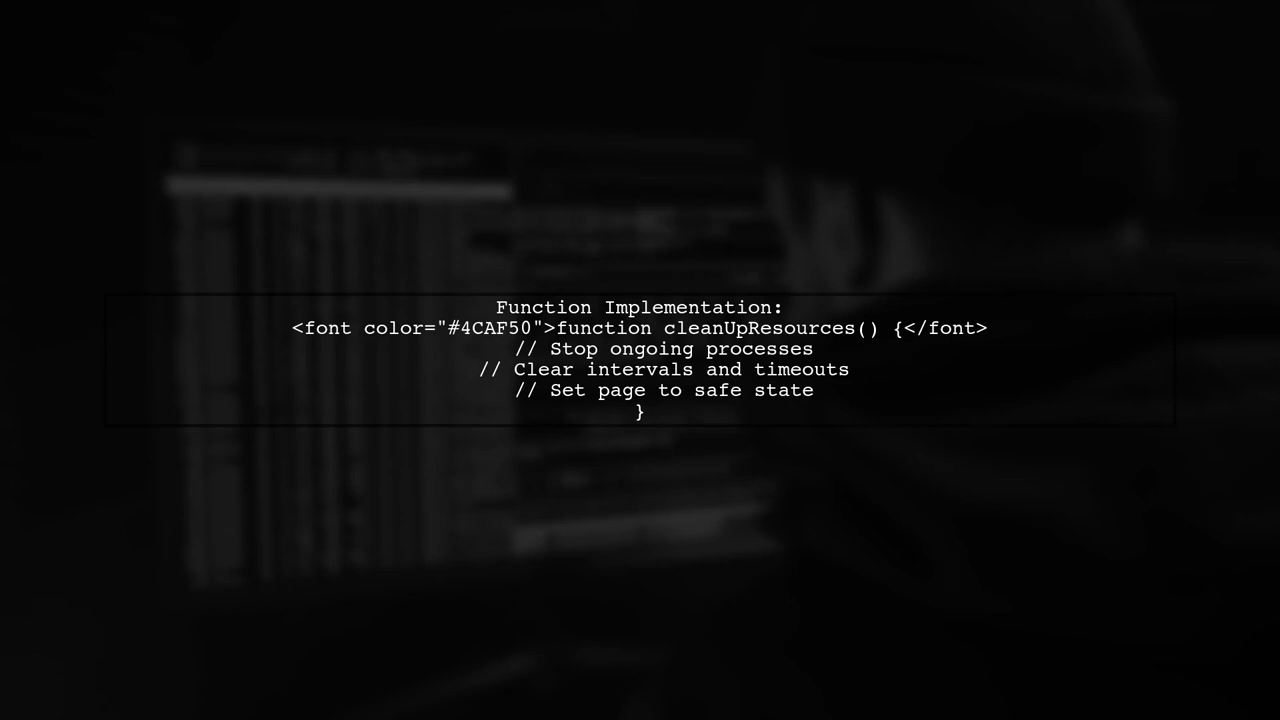 Function Implementation:
<font color="#4CAF50">function cleanUpResources() {</font>
// Stop ongoing processes
// Clear intervals and timeouts
// Set page to safe state
}